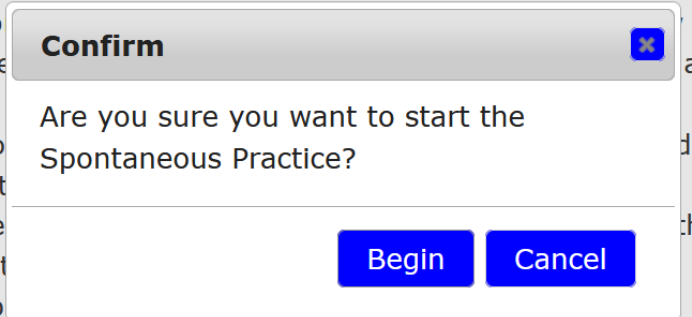 Confirm
Are you sure you want to start the
Spontaneous Practice?
Begin Cancel